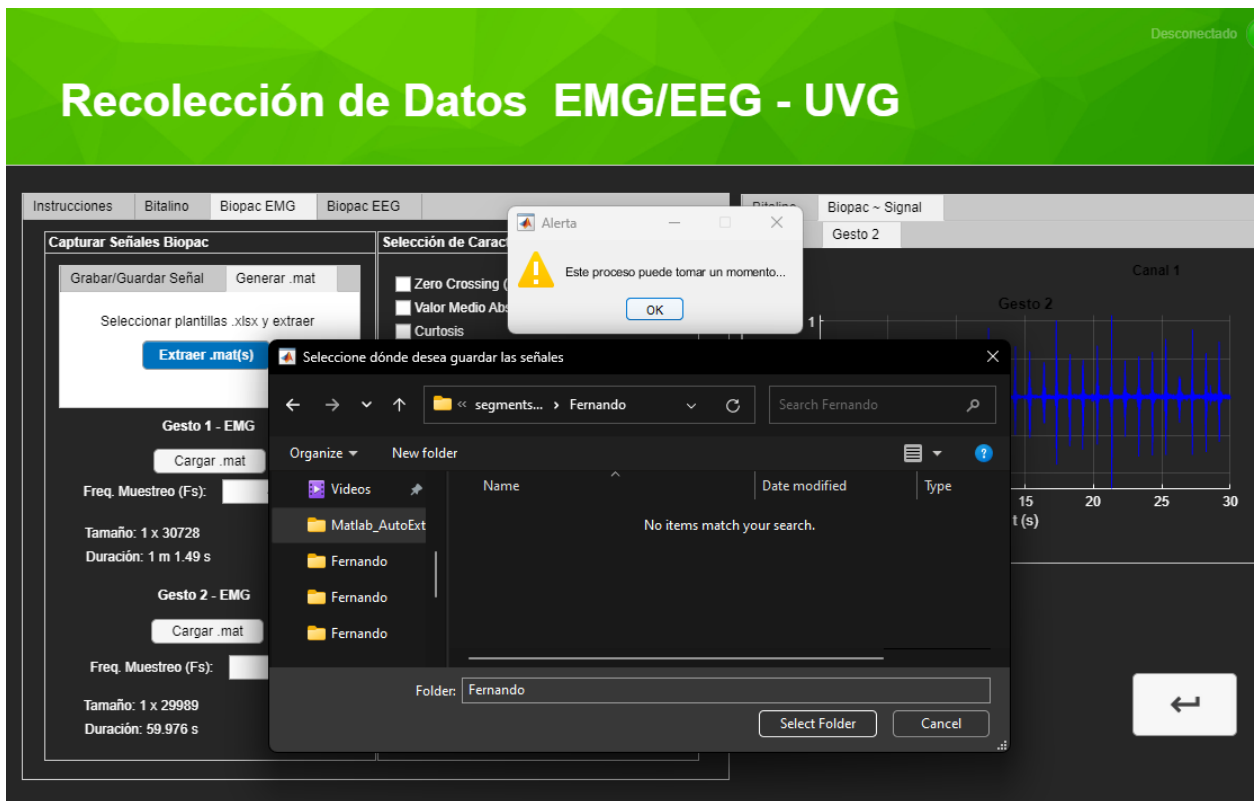 Desconectado
Recolección de Datos EMG/EEG - UVG
Instrucciones
Bitalino
Biopac EMG
Biopac EEG
Capturar Señales Biopac
Grabar/Guardar Señal
Generar .mat
Seleccionar plantillas .xlsx y extraer
Extraer .mat(s)
Gesto 1 - EMG
Cargar .mat
Freq. Muestreo (Fs):
Tamaño: 1 x 30728
Duración: 1 m 1.49 s
Gesto 2 - EMG
Cargar .mat
Freq. Muestreo (Fs):
Tamaño: 1 x 29989
Duración: 59.976 s
Selección de
Zero Crossing (
Valor Medio
Curtosis
Alerta
Este proceso puede tomar un momento...
OK
Seleccione dónde desea guardar las señales
« segments... › Fernando
Search Fernando
Organize
New folder
Videos
Matlab_AutoExt
Fernando
Fernando
Fernando
Name
Date modified
Type
No items match your search.
Folder:
Fernando
Select Folder
Cancel
Biopac ~ Signal
Gesto 2
Canal 1
Gesto 2
1
15
20
25
30
t (s)